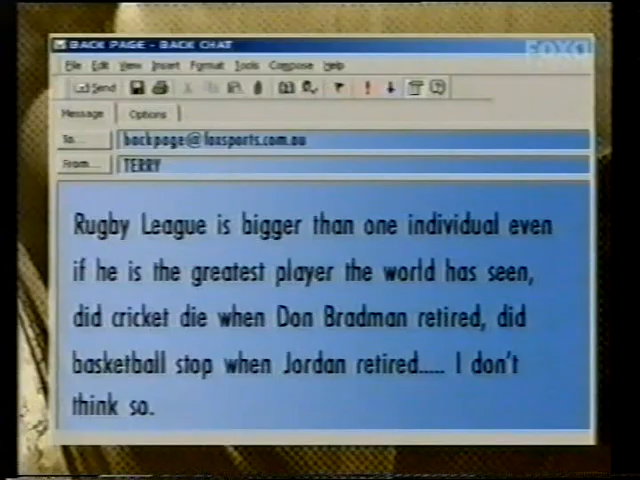 BACK PAGE - BACK CHAT
FOX1
File Edit View Insert Format Tools Compose Help
Send
Message Options
To... backpage@foxsports.com.au
From... TERRY
Rugby League is bigger than one individual even
if he is the greatest player the world has seen,
did cricket die when Don Bradman retired, did
basketball stop when Jordan retired..... I don't
think so.